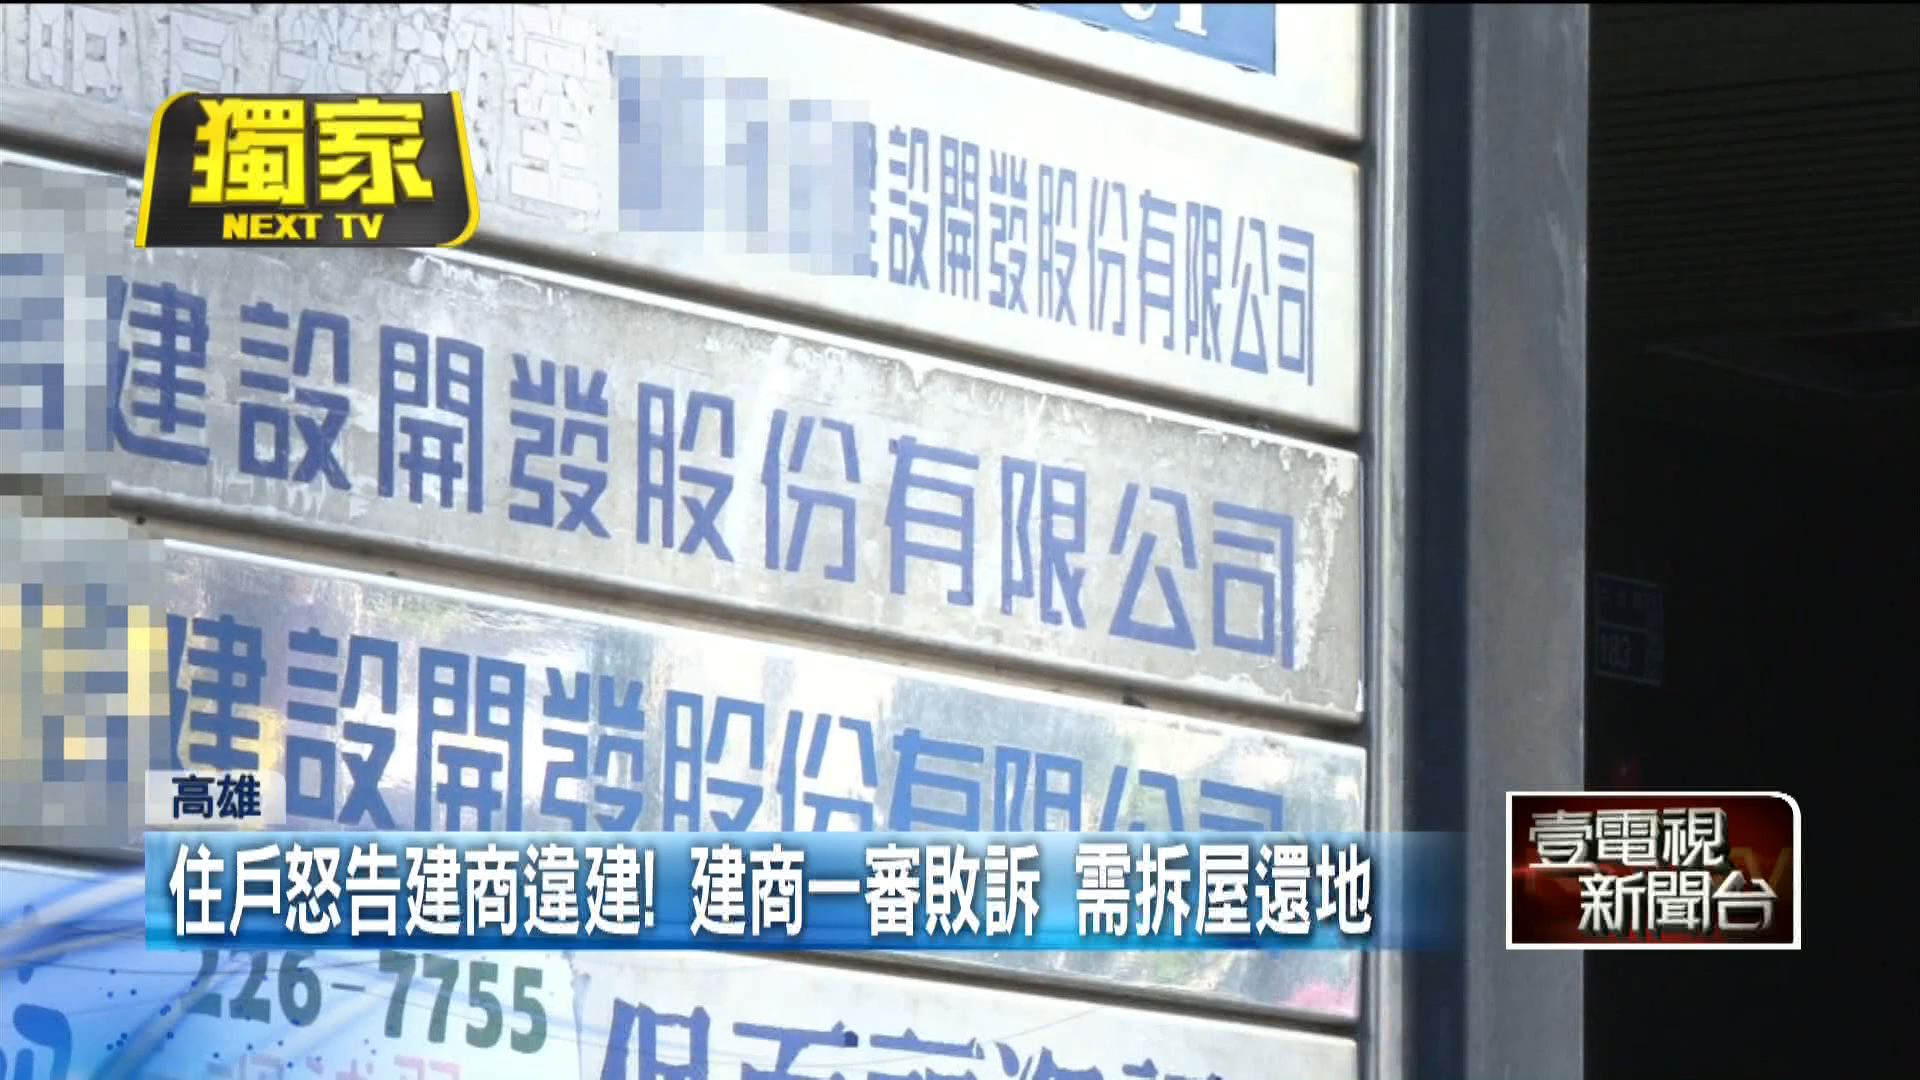 獨家
NEXT TV
設開發股份有限公司
建設開發股份有限公司
建設開發股份有限公司
高雄
住戶怒告建商違建! 建商一審敗訴 需拆屋還地
壹電視
新聞台
226-7755
183